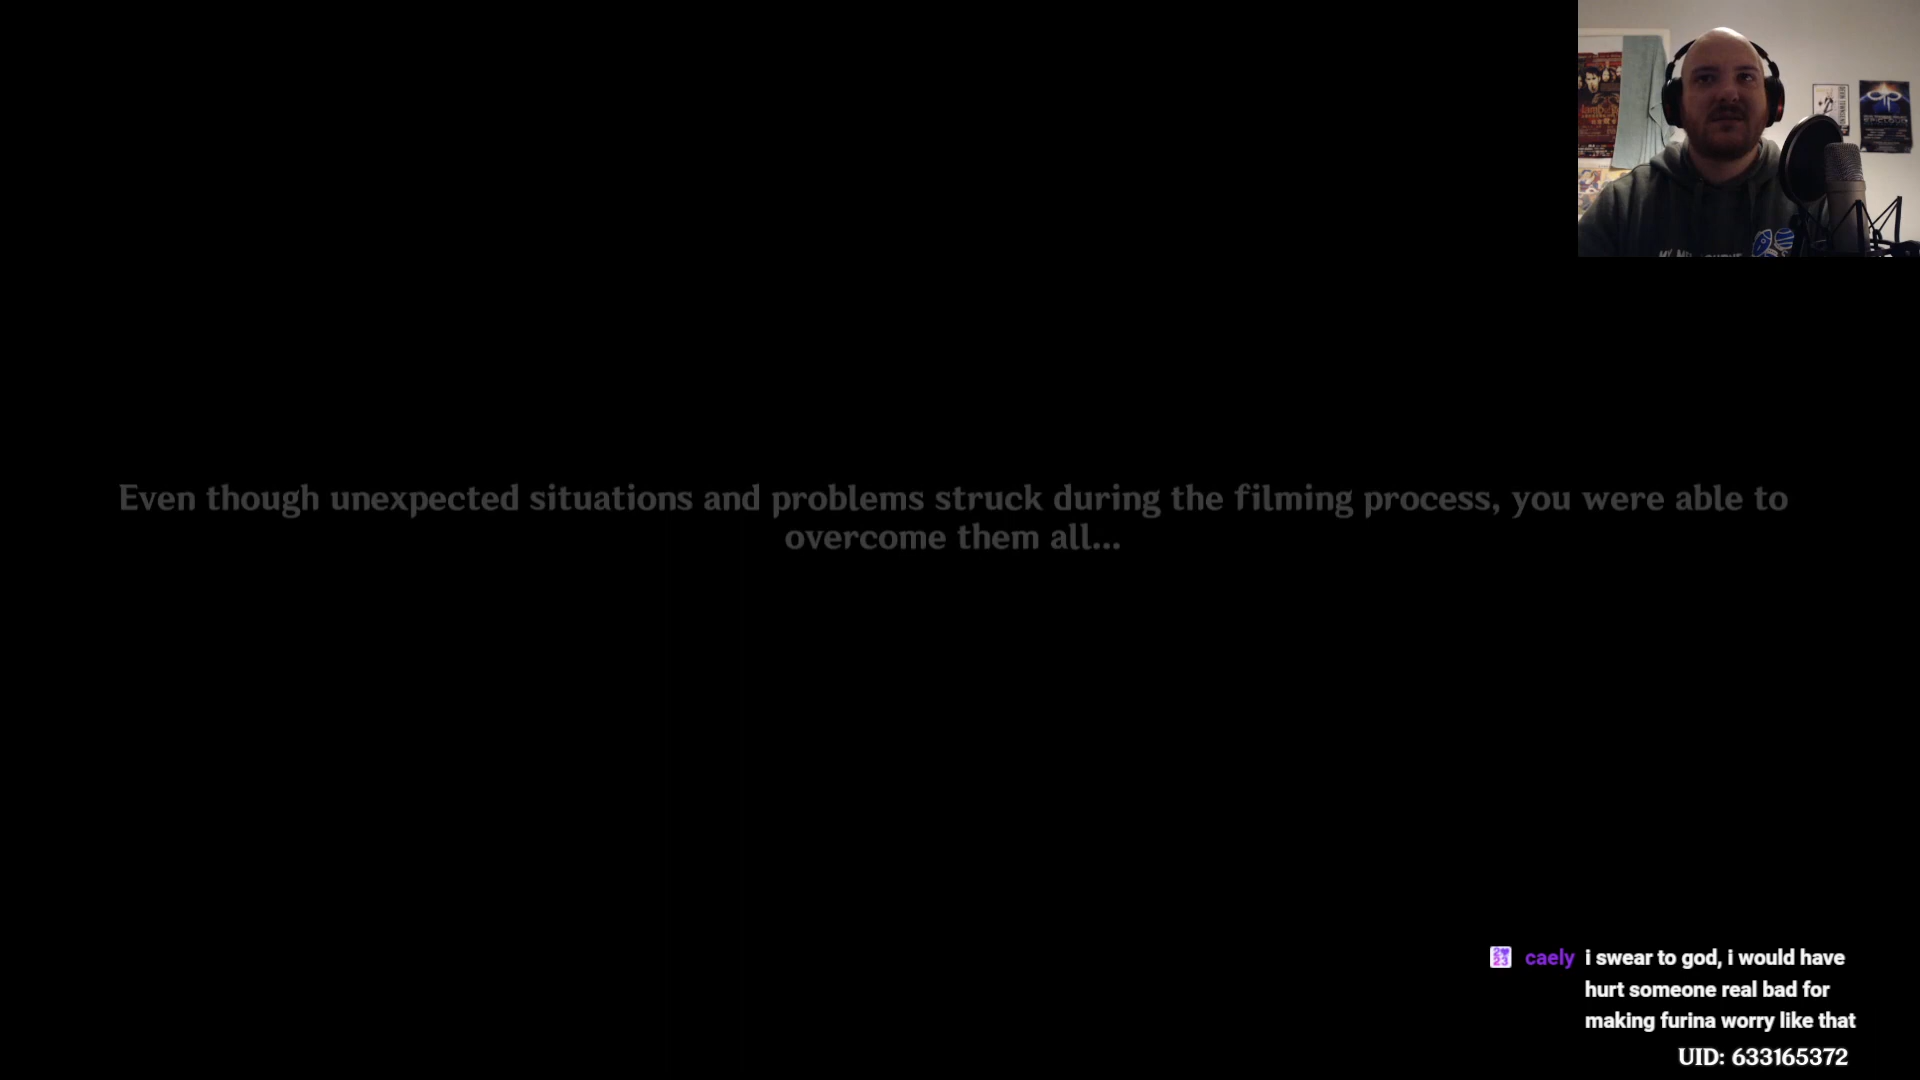 Even though unexpected situations and problems struck during the filming process, you were able to
overcome them all...
caely i swear to god, i would have
hurt someone real bad for
making furina worry like that
UID: 633165372